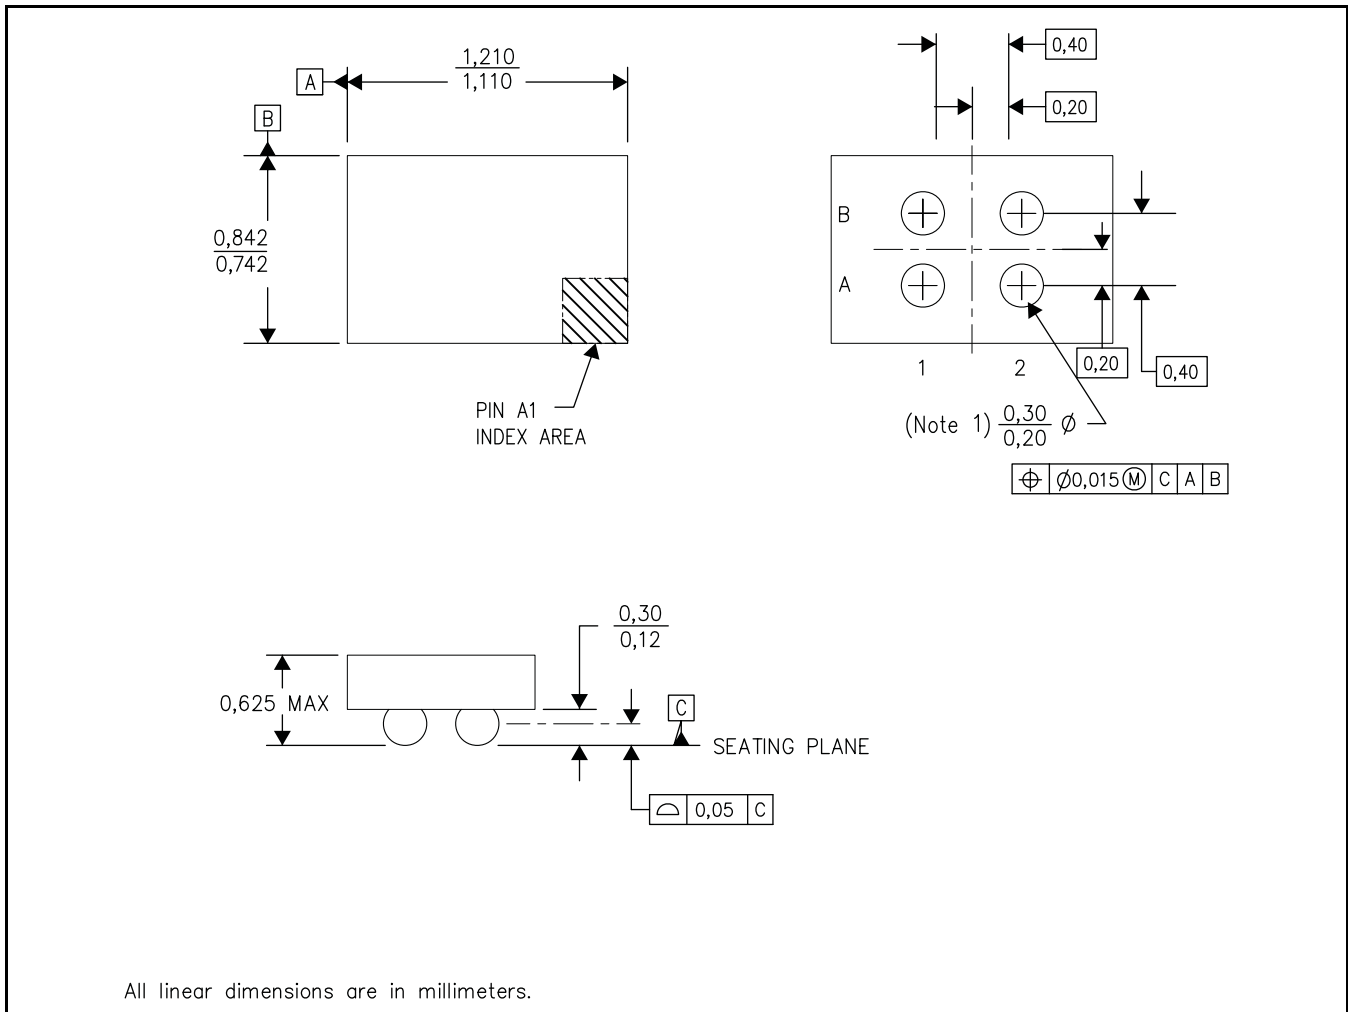 1,210
1,110
A
B
0,842
0,742
PIN A1
INDEX AREA
0,40
0,20
B
A
1
2
0,20
0,40
(Note 1) 0,30
0,20 Ø
⌖ Ø0,015 Ⓜ C A B
0,30
0,12
0,625 MAX
C
SEATING PLANE
⌓ 0,05 C
All linear dimensions are in millimeters.